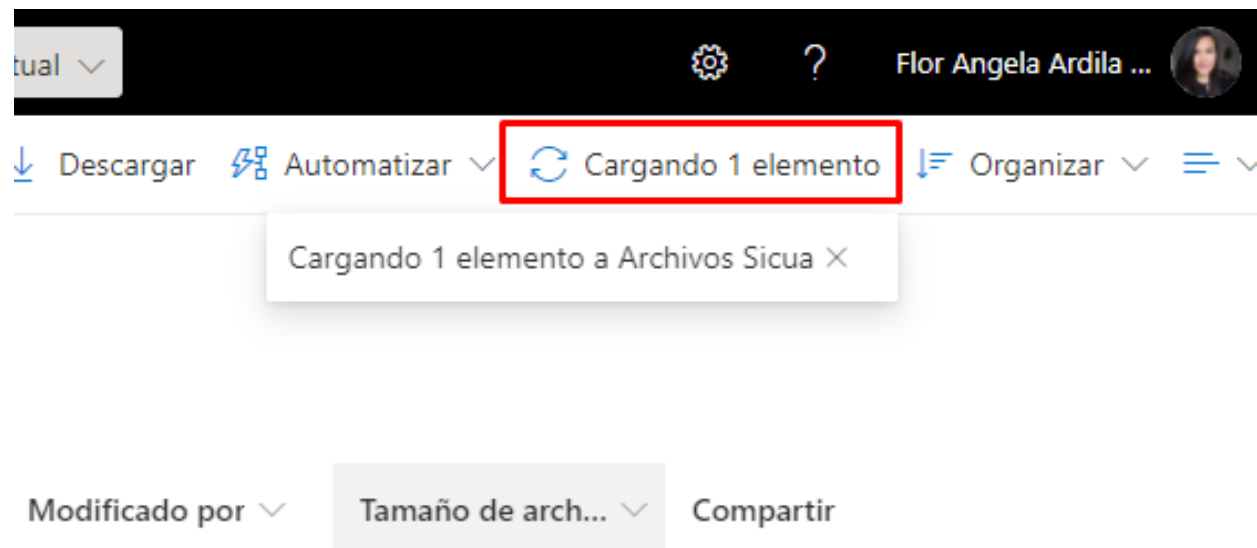 tual
? Flor Angela Ardila ...
Descargar Automatizar Cargando 1 elemento Organizar
Cargando 1 elemento a Archivos Sicua
Modificado por Tamaño de arch... Compartir